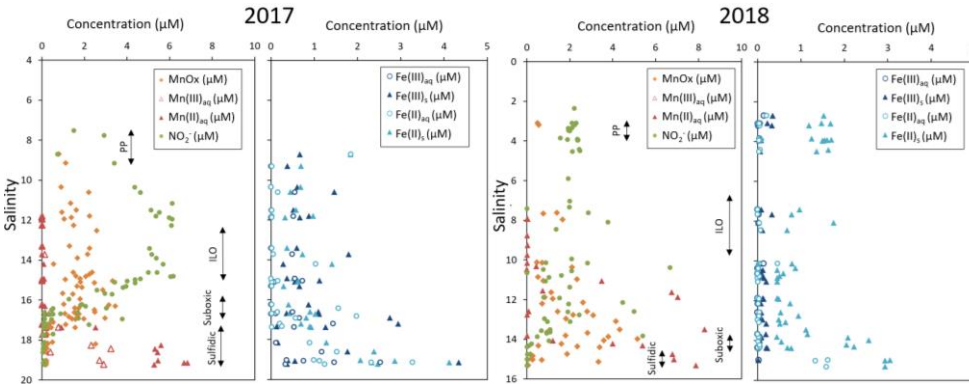 2017
2018
Concentration (µM)
0 2 4 6 8 10
Concentration (µM)
0 1 2 3 4 5
Concentration (µM)
0 2 4 6 8 10
Concentration (µM)
0 1 2 3 4
Salinity
4
6
8
10
12
14
16
18
20
MnOx (µM)
Mn(III)aq (µM)
Mn(II)aq (µM)
NO₂⁻ (µM)
PP
ILO
Suboxic
Sulfidic
Fe(III)aq (µM)
Fe(III)s (µM)
Fe(II)aq (µM)
Fe(II)s (µM)
Salinity
0
2
4
6
8
10
12
14
16
MnOx (µM)
Mn(III)aq (µM)
Mn(II)aq (µM)
NO₂⁻ (µM)
PP
ILO
Suboxic
Sulfidic
Fe(III)aq (µM)
Fe(III)s (µM)
Fe(II)aq (µM)
Fe(II)s (µM)